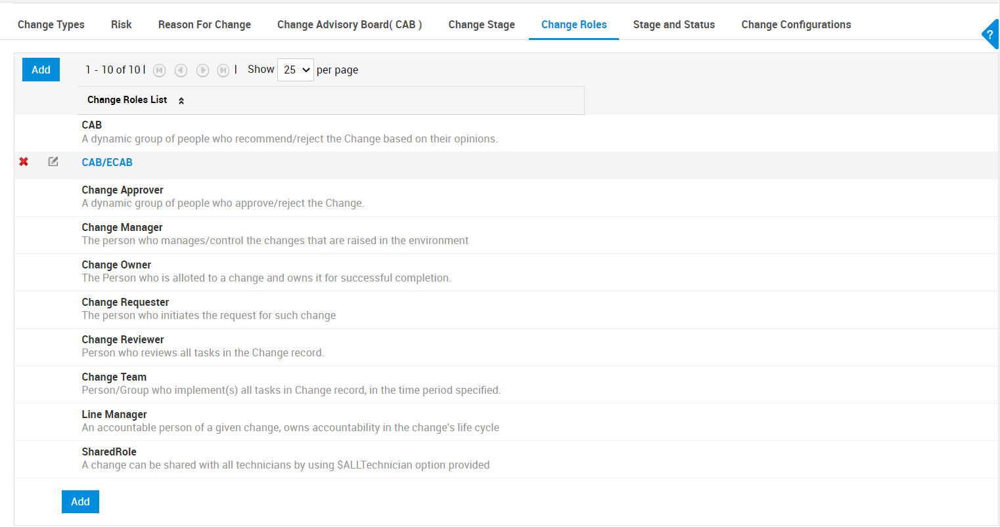 Change Types Risk Reason For Change Change Advisory Board( CAB ) Change Stage Change Roles Stage and Status Change Configurations
?
Add 1 - 10 of 10 | | Show 25 per page
Change Roles List
CAB
A dynamic group of people who recommend/reject the Change based on their opinions.
CAB/ECAB
Change Approver
A dynamic group of people who approve/reject the Change.
Change Manager
The person who manages/control the changes that are raised in the environment
Change Owner
The Person who is alloted to a change and owns it for successful completion.
Change Requester
The person who initiates the request for such change
Change Reviewer
Person who reviews all tasks in the Change record.
Change Team
Person/Group who implement(s) all tasks in Change record, in the time period specified.
Line Manager
An accountable person of a given change, owns accountability in the change's life cycle
SharedRole
A change can be shared with all technicians by using $ALLTechnician option provided
Add